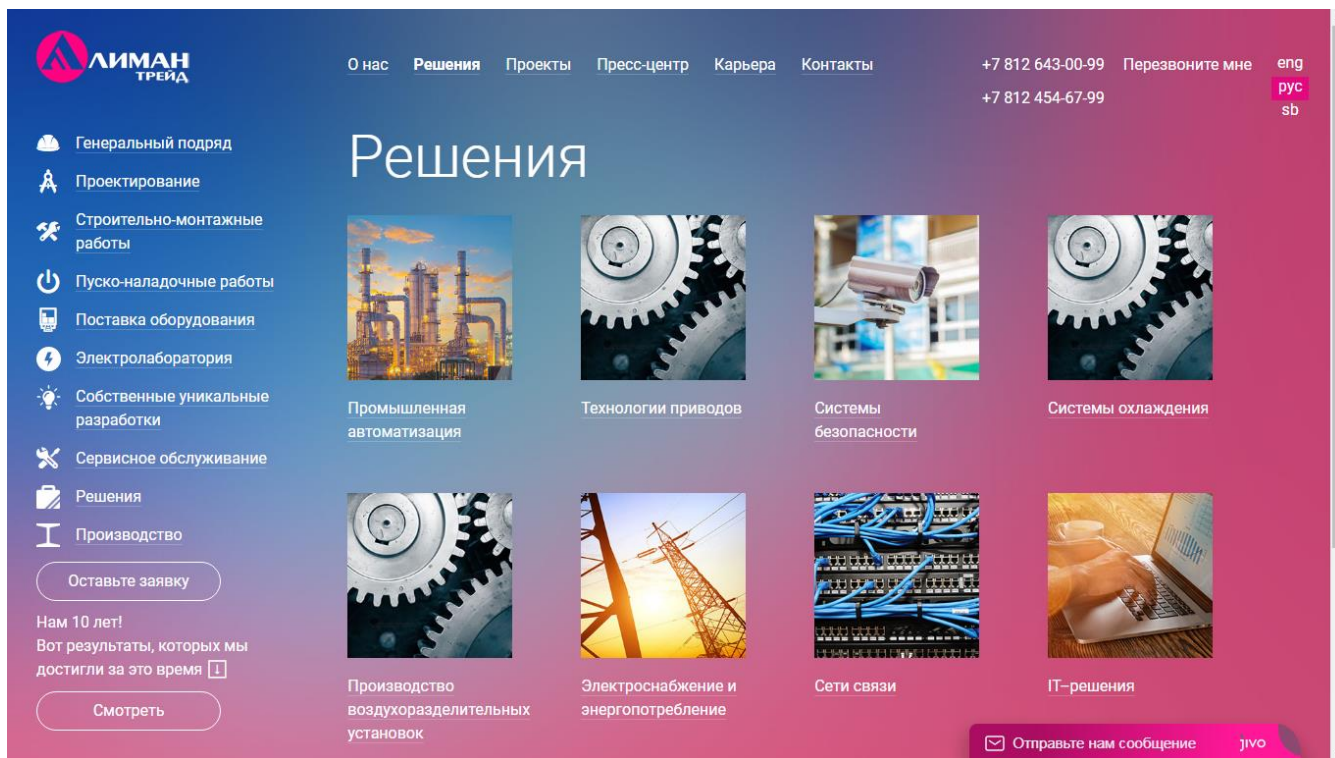 ЛИМАН
ТРЕЙД
О нас Решения Проекты Пресс-центр Карьера Контакты
+7 812 643-00-99 Перезвоните мне
+7 812 454-67-99
eng
рус
sb
Генеральный подряд
Проектирование
Строительно-монтажные
работы
Пуско-наладочные работы
Поставка оборудования
Электролаборатория
Собственные уникальные
разработки
Сервисное обслуживание
Решения
Производство
Оставьте заявку
Нам 10 лет!
Вот результаты, которых мы
достигли за это время
Смотреть
Решения
Промышленная
автоматизация
Технологии приводов
Системы
безопасности
Системы охлаждения
Производство
воздухоразделительных
установок
Электроснабжение и
энергопотребление
Сети связи
IT–решения
Отправьте нам сообщение jivo